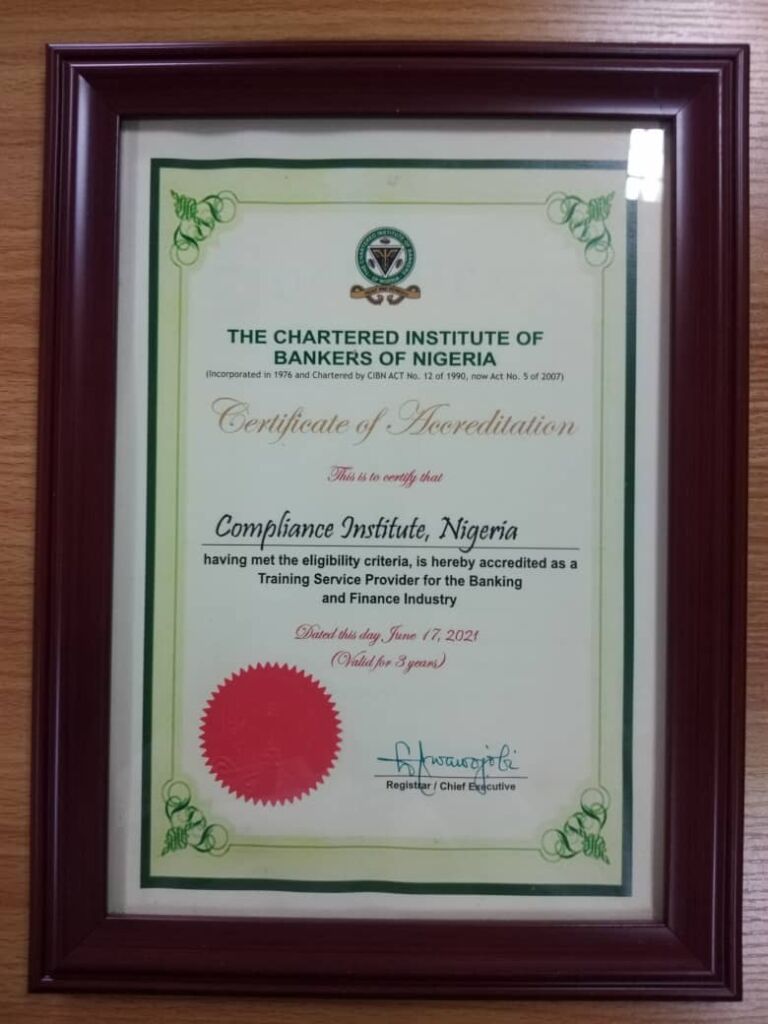 THE CHARTERED INSTITUTE OF
BANKERS OF NIGERIA
(Incorporated in 1976 and Chartered by CIBN ACT No. 12 of 1990, now Act No. 5 of 2007)
Certificate of Accreditation
This is to certify that
Compliance Institute, Nigeria
having met the eligibility criteria, is hereby accredited as a
Training Service Provider for the Banking
and Finance Industry
Dated this day June 17, 2021
(Valid for 3 years)
Registrar / Chief Executive